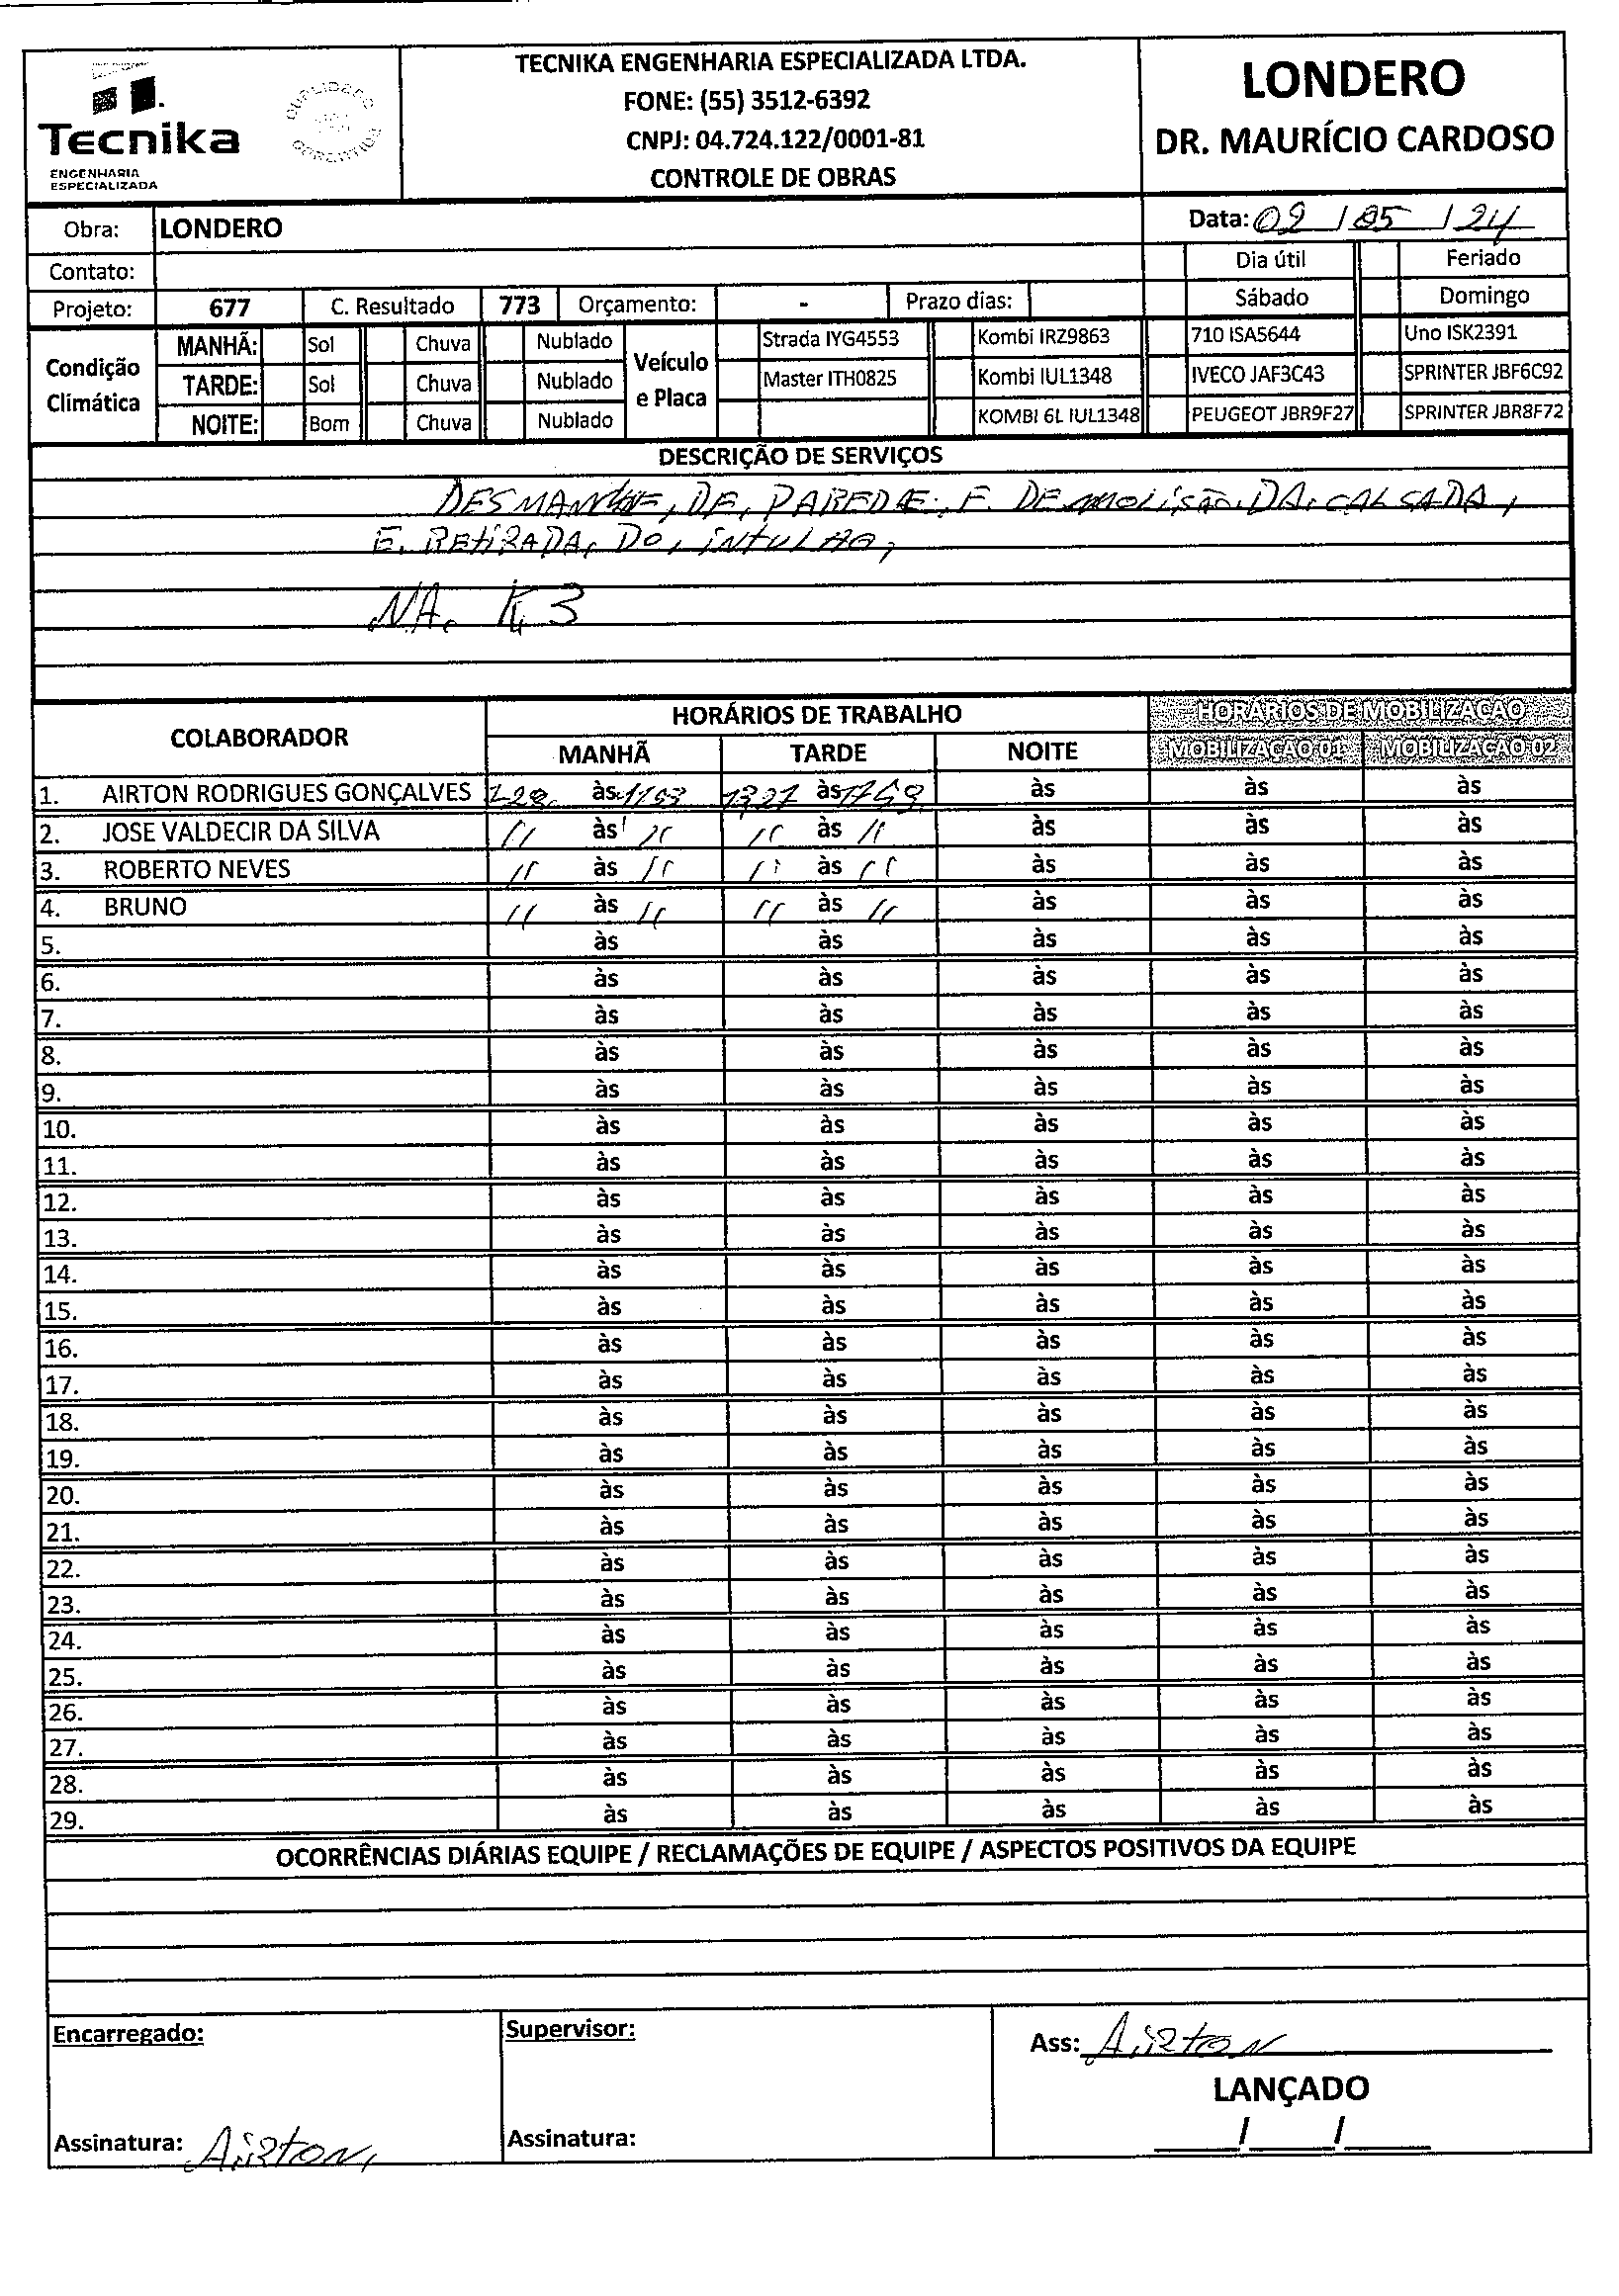 TECNIKA ENGENHARIA ESPECIALIZADA LTDA.
FONE: (55) 3512-6392
CNPJ: 04.724.122/0001-81
CONTROLE DE OBRAS
Tecnika
ENGENHARIA
ESPECIALIZADA
LONDERO
DR. MAURÍCIO CARDOSO
Obra: LONDERO
Data: 02 / 05 / 24
Contato:
Dia útil Feriado
Projeto: 677 C. Resultado 773 Orçamento: - Prazo dias:
Sábado Domingo
Condição Climática
MANHÃ: Sol Chuva Nublado
TARDE: Sol Chuva Nublado
NOITE: Bom Chuva Nublado
Veículo e Placa
Strada IYG4553 Kombi IRZ9863 710 ISA5644 Uno ISK2391
Master ITH0825 Kombi IUL1348 IVECO JAF3C43 SPRINTER JBF6C92
KOMBI 6L IUL1348 PEUGEOT JBR9F27 SPRINTER JBR8F72
DESCRIÇÃO DE SERVIÇOS
DESMANCHE, DE, PAREDE, E. DEMOLISÃO. DA. CALSADA,
E. RETIRADA, DO, INTULHO,
NA. K3
COLABORADOR HORÁRIOS DE TRABALHO HORÁRIOS DE MOBILIZAÇÃO
MANHÃ TARDE NOITE MOBILIZAÇÃO 01 MOBILIZAÇÃO 02
1. AIRTON RODRIGUES GONÇALVES às às às às às
2. JOSE VALDECIR DA SILVA 〃 às 〃 〃 às 〃 às às às
3. ROBERTO NEVES 〃 às 〃 〃 às 〃 às às às
4. BRUNO 〃 às 〃 〃 às 〃 às às às
5. às às às às às
6. às às às às às
7. às às às às às
8. às às às às às
9. às às às às às
10. às às às às às
11. às às às às às
12. às às às às às
13. às às às às às
14. às às às às às
15. às às às às às
16. às às às às às
17. às às às às às
18. às às às às às
19. às às às às às
20. às às às às às
21. às às às às às
22. às às às às às
23. às às às às às
24. às às às às às
25. às às às às às
26. às às às às às
27. às às às às às
28. às às às às às
29. às às às às às
OCORRÊNCIAS DIÁRIAS EQUIPE / RECLAMAÇÕES DE EQUIPE / ASPECTOS POSITIVOS DA EQUIPE
Encarregado:
Assinatura: Airton,
Supervisor:
Assinatura:
Ass: Airton
LANÇADO
___/___/___